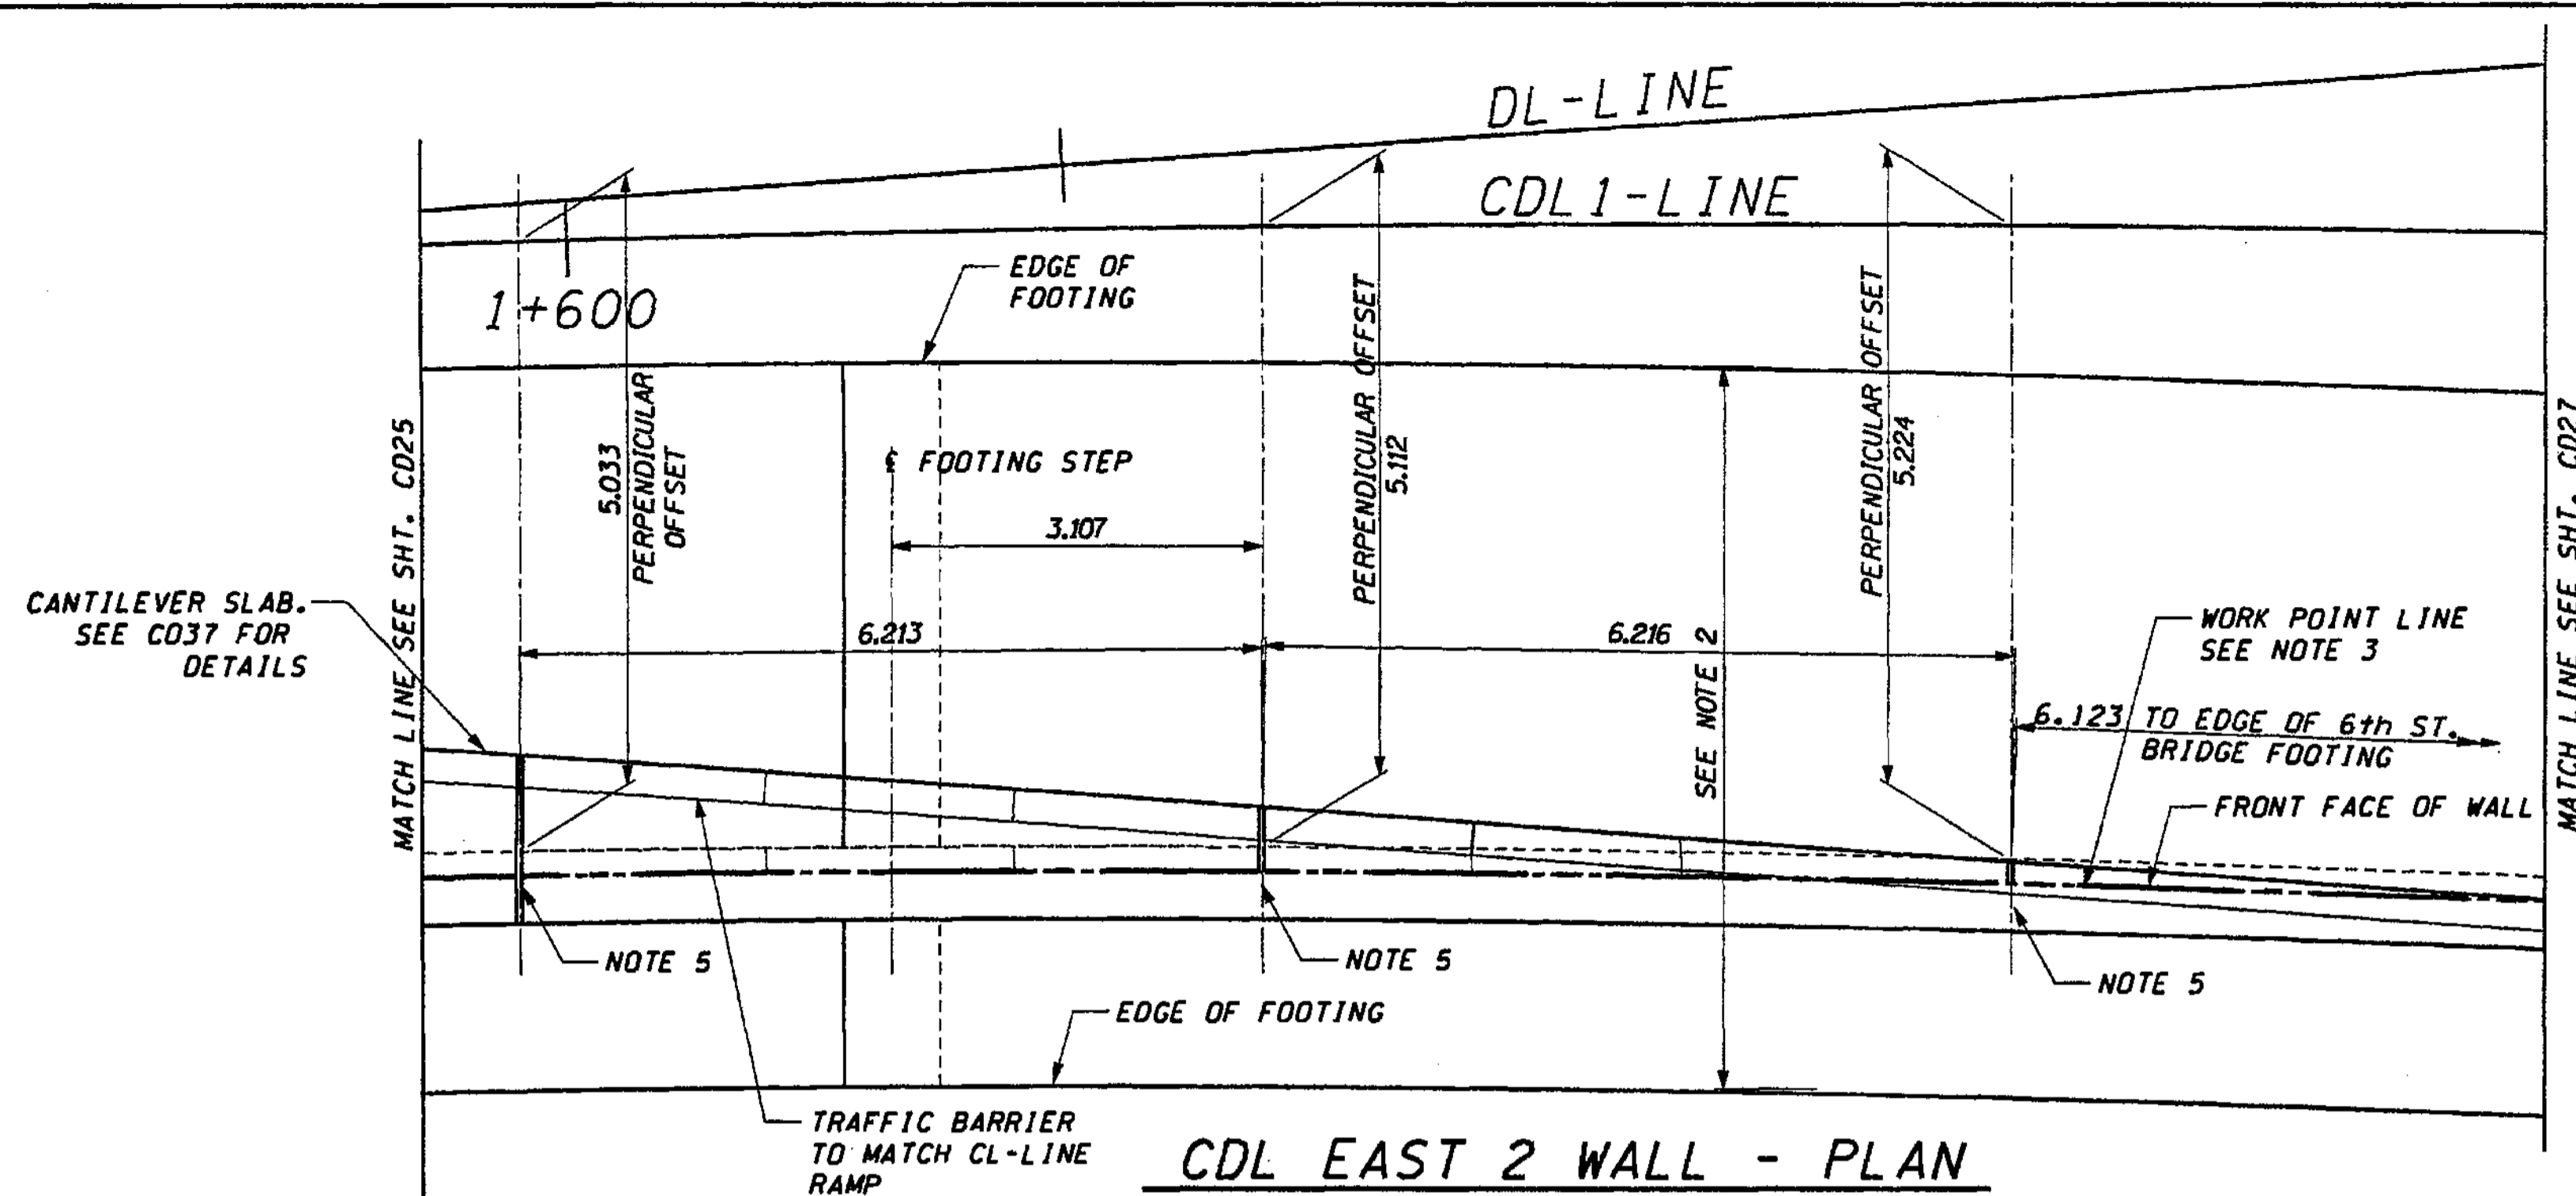 DL-LINE
CDL1-LINE
1+600
EDGE OF
FOOTING
MATCH LINE SEE SHT. CD25
5.033
PERPENDICULAR
OFFSET
℄ FOOTING STEP
3.107
PERPENDICULAR OFFSET
5.112
PERPENDICULAR OFFSET
5.224
MATCH LINE SEE SHT. CD27
CANTILEVER SLAB.
SEE CO37 FOR
DETAILS
6.213
6.216
SEE NOTE 2
WORK POINT LINE
SEE NOTE 3
6.123 TO EDGE OF 6th ST.
BRIDGE FOOTING
FRONT FACE OF WALL
NOTE 5
NOTE 5
NOTE 5
EDGE OF FOOTING
TRAFFIC BARRIER
TO MATCH CL-LINE
RAMP
CDL EAST 2 WALL - PLAN